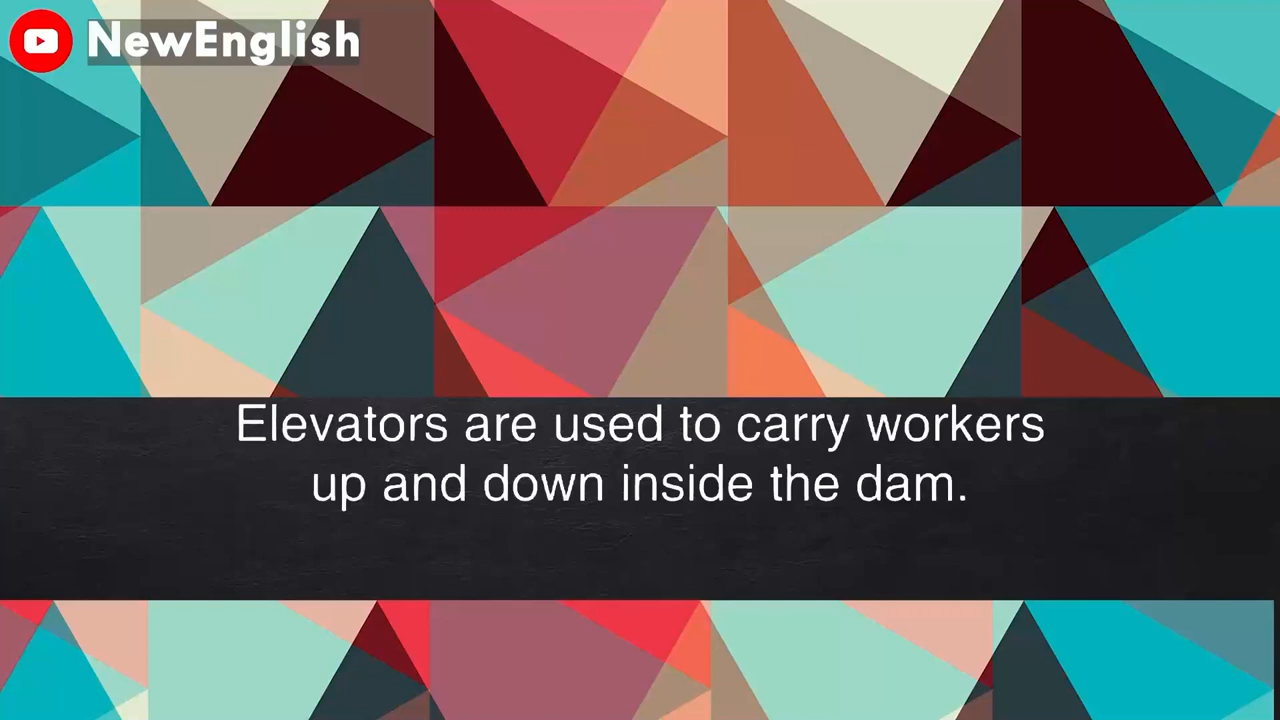 NewEnglish
Elevators are used to carry workers
up and down inside the dam.